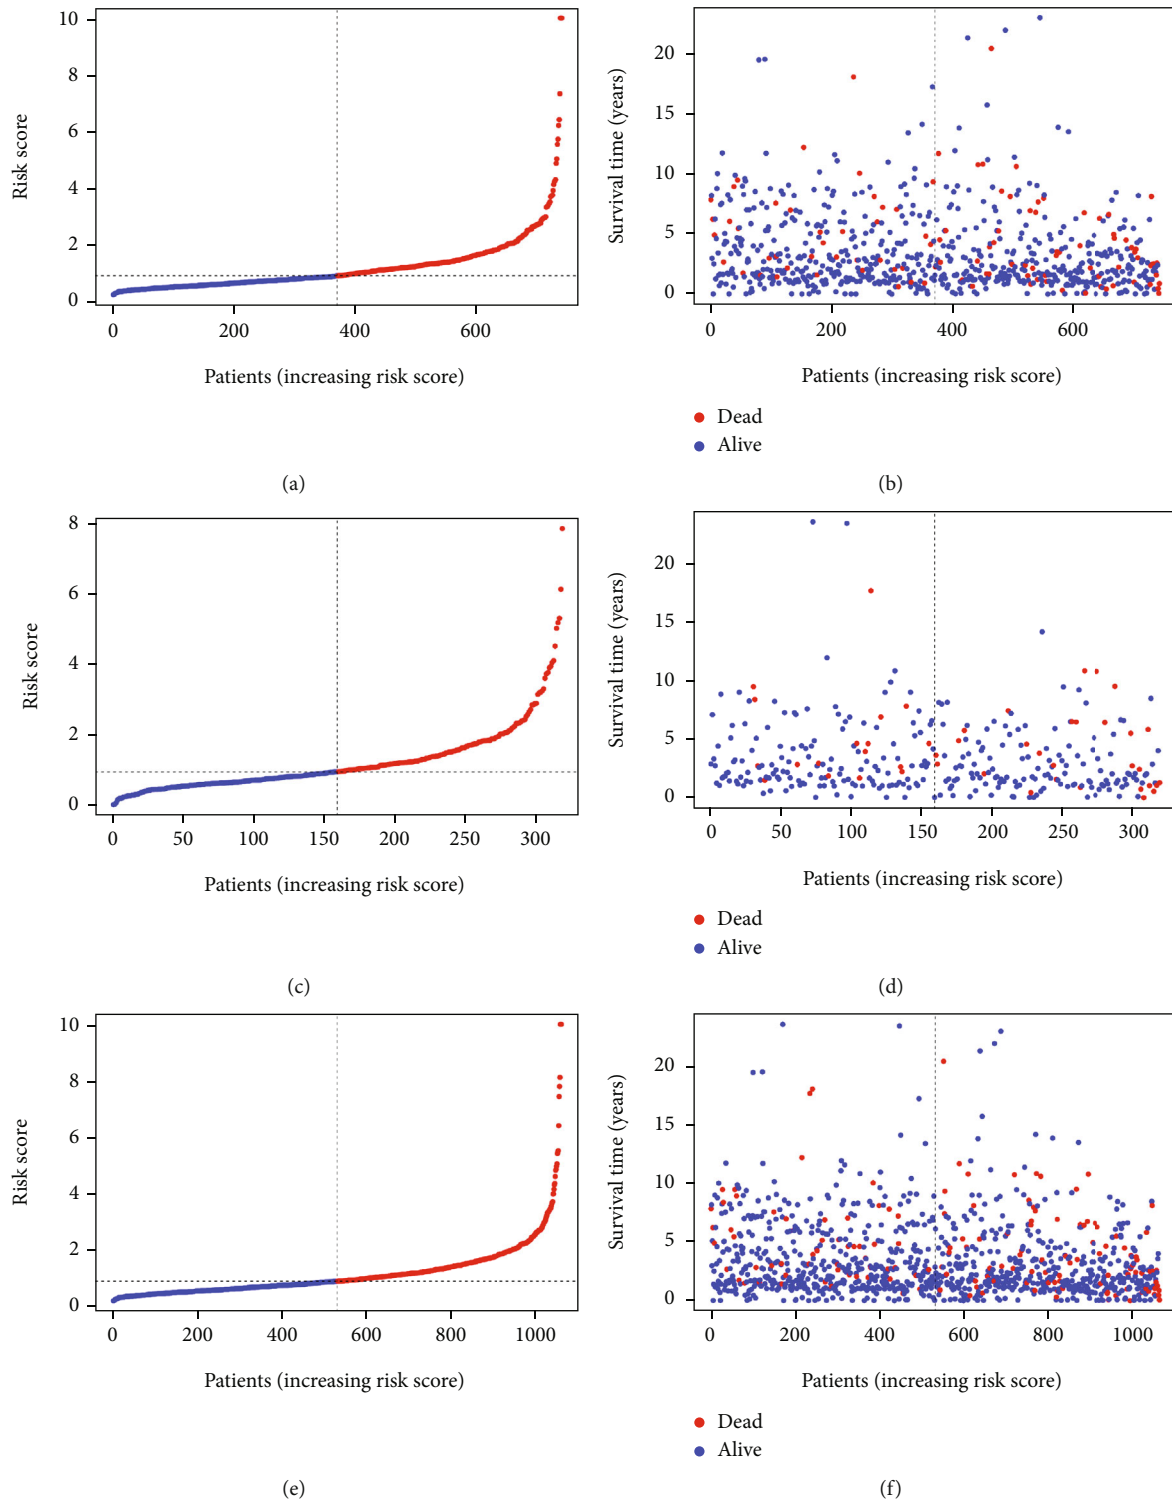 10
8
6
4
2
0
Risk score
0
200
400
600
Patients (increasing risk score)
(a)
20
15
10
5
0
Survival time (years)
0
200
400
600
Patients (increasing risk score)
Dead
Alive
(b)
8
6
4
2
0
Risk score
0
50
100
150
200
250
300
Patients (increasing risk score)
(c)
20
15
10
5
0
Survival time (years)
0
50
100
150
200
250
300
Patients (increasing risk score)
Dead
Alive
(d)
10
8
6
4
2
0
Risk score
0
200
400
600
800
1000
Patients (increasing risk score)
(e)
20
15
10
5
0
Survival time (years)
0
200
400
600
800
1000
Patients (increasing risk score)
Dead
Alive
(f)